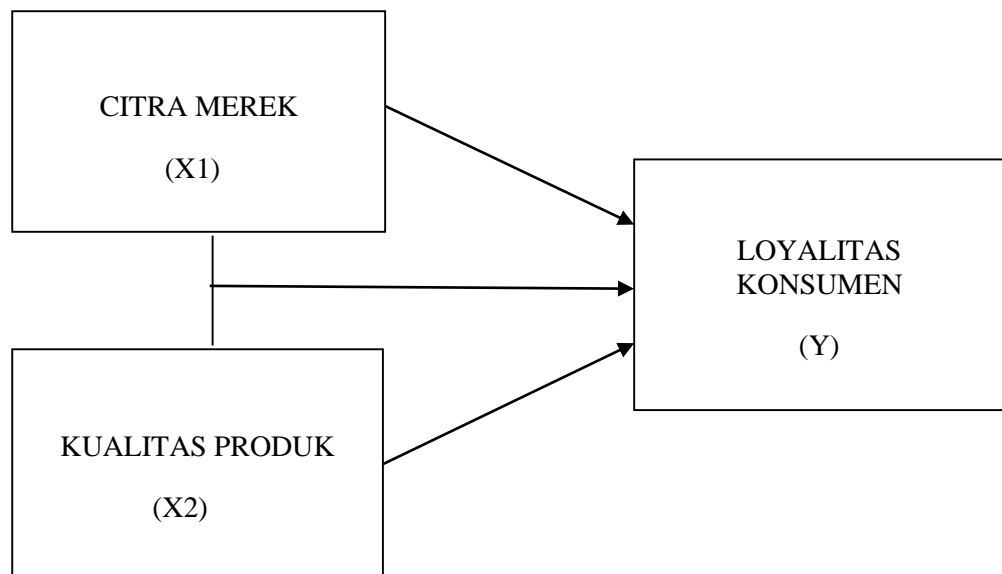 CITRA MEREK
(X1)
LOYALITAS
KONSUMEN
(Y)
KUALITAS PRODUK
(X2)